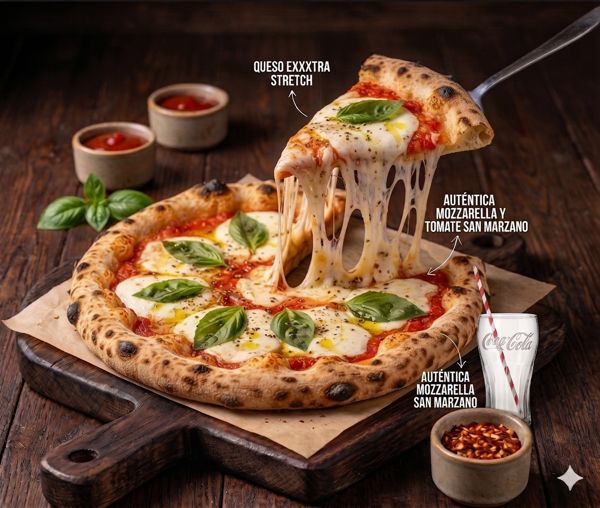 QUESO EXXXTRA
STRETCH
AUTÉNTICA
MOZZARELLA Y
TOMATE SAN MARZANO
Coca-Cola
AUTÉNTICA
MOZZARELLA
SAN MARZANO